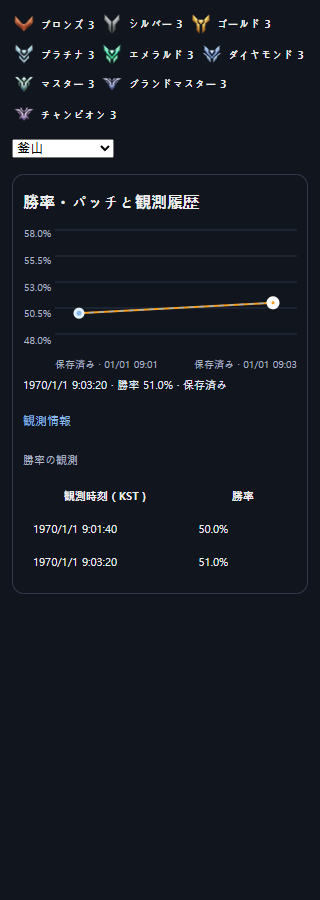 ブロンズ 3 シルバー 3 ゴールド 3
プラチナ 3 エメラルド 3 ダイヤモンド 3
マスター 3 グランドマスター 3
チャンピオン 3
釜山
勝率・パッチと観測履歴
58.0%
55.5%
53.0%
50.5%
48.0%
保存済み · 01/01 09:01 保存済み · 01/01 09:03
1970/1/1 9:03:20 · 勝率 51.0% · 保存済み
観測情報
勝率の観測
観測時刻 ( KST ) 勝率
1970/1/1 9:01:40 50.0%
1970/1/1 9:03:20 51.0%